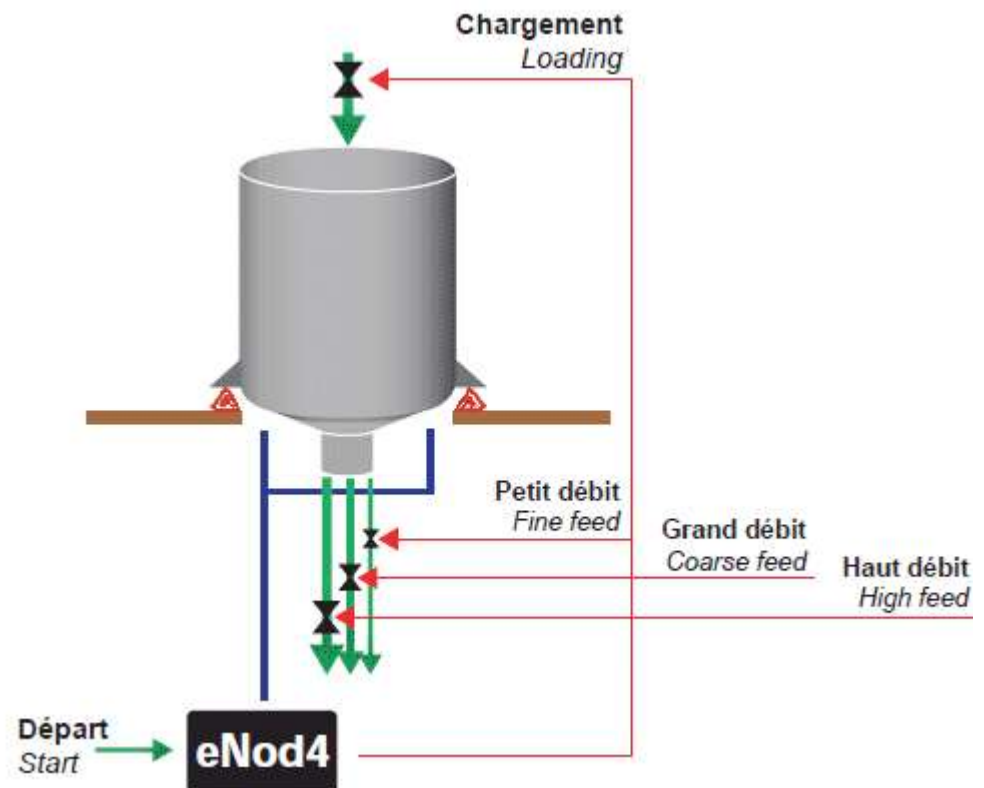 Chargement
Loading
Petit débit
Fine feed
Grand débit
Coarse feed
Haut débit
High feed
Départ
Start
eNod4